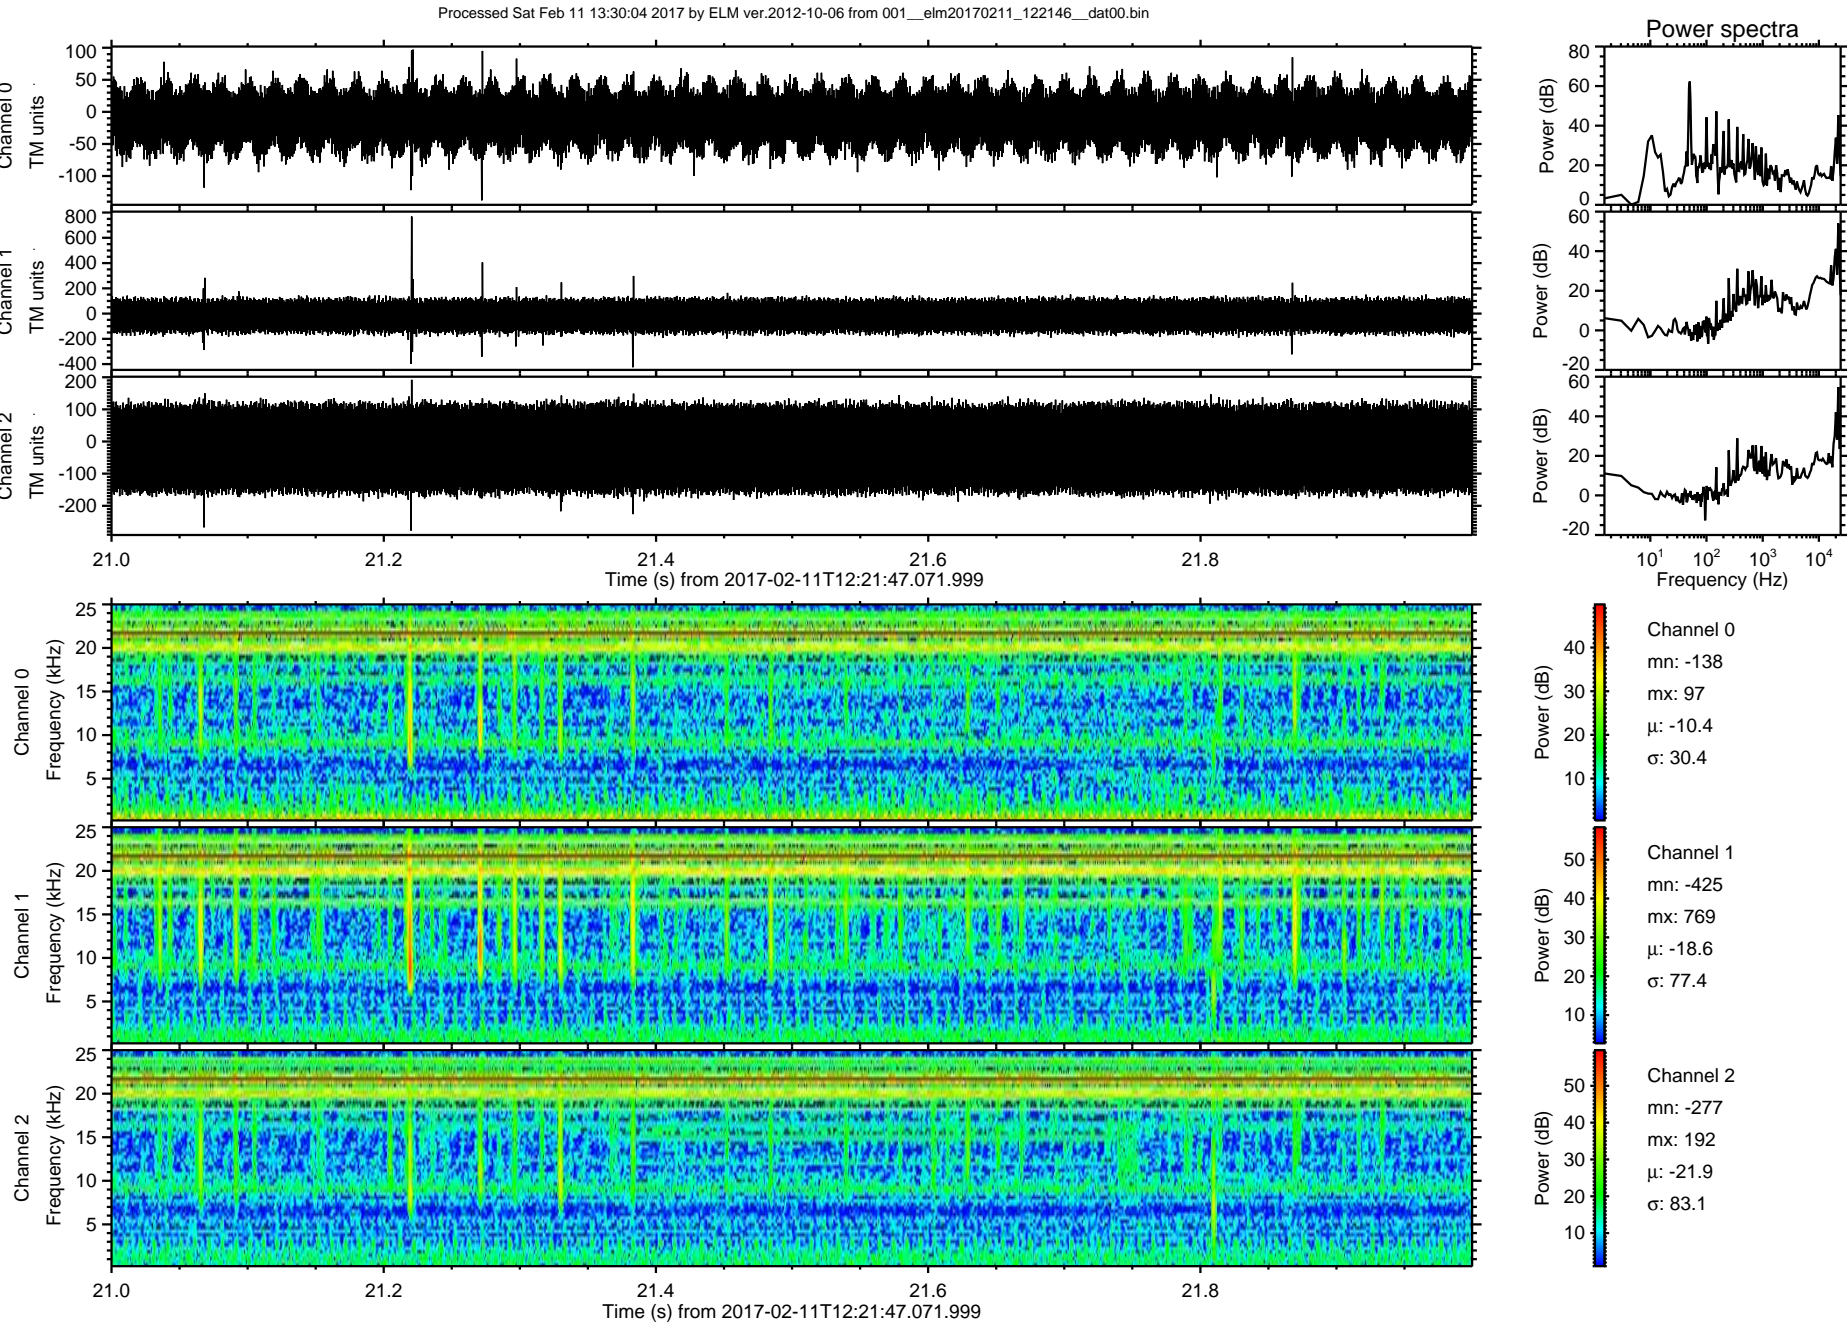 Processed Sat Feb 11 13:30:04 2017 by ELM ver.2012-10-06 from 001__elm20170211_122146__dat00.bin
Power spectra
Channel 0
TM units
100
50
0
-50
-100
Power (dB)
80
60
40
20
0
Channel 1
TM units
800
600
400
200
0
-200
-400
Power (dB)
60
40
20
0
-20
Channel 2
TM units
200
100
0
-100
-200
Power (dB)
60
40
20
0
-20
21.0 21.2 21.4 21.6 21.8
Time (s) from 2017-02-11T12:21:47.071.999
10^1 10^2 10^3 10^4
Frequency (Hz)
Channel 0
Frequency (kHz)
25
20
15
10
5
Power (dB)
40
30
20
10
Channel 0
mn: -138
mx: 97
μ: -10.4
σ: 30.4
Channel 1
Frequency (kHz)
25
20
15
10
5
Power (dB)
50
40
30
20
10
Channel 1
mn: -425
mx: 769
μ: -18.6
σ: 77.4
Channel 2
Frequency (kHz)
25
20
15
10
5
Power (dB)
50
40
30
20
10
Channel 2
mn: -277
mx: 192
μ: -21.9
σ: 83.1
21.0 21.2 21.4 21.6 21.8
Time (s) from 2017-02-11T12:21:47.071.999